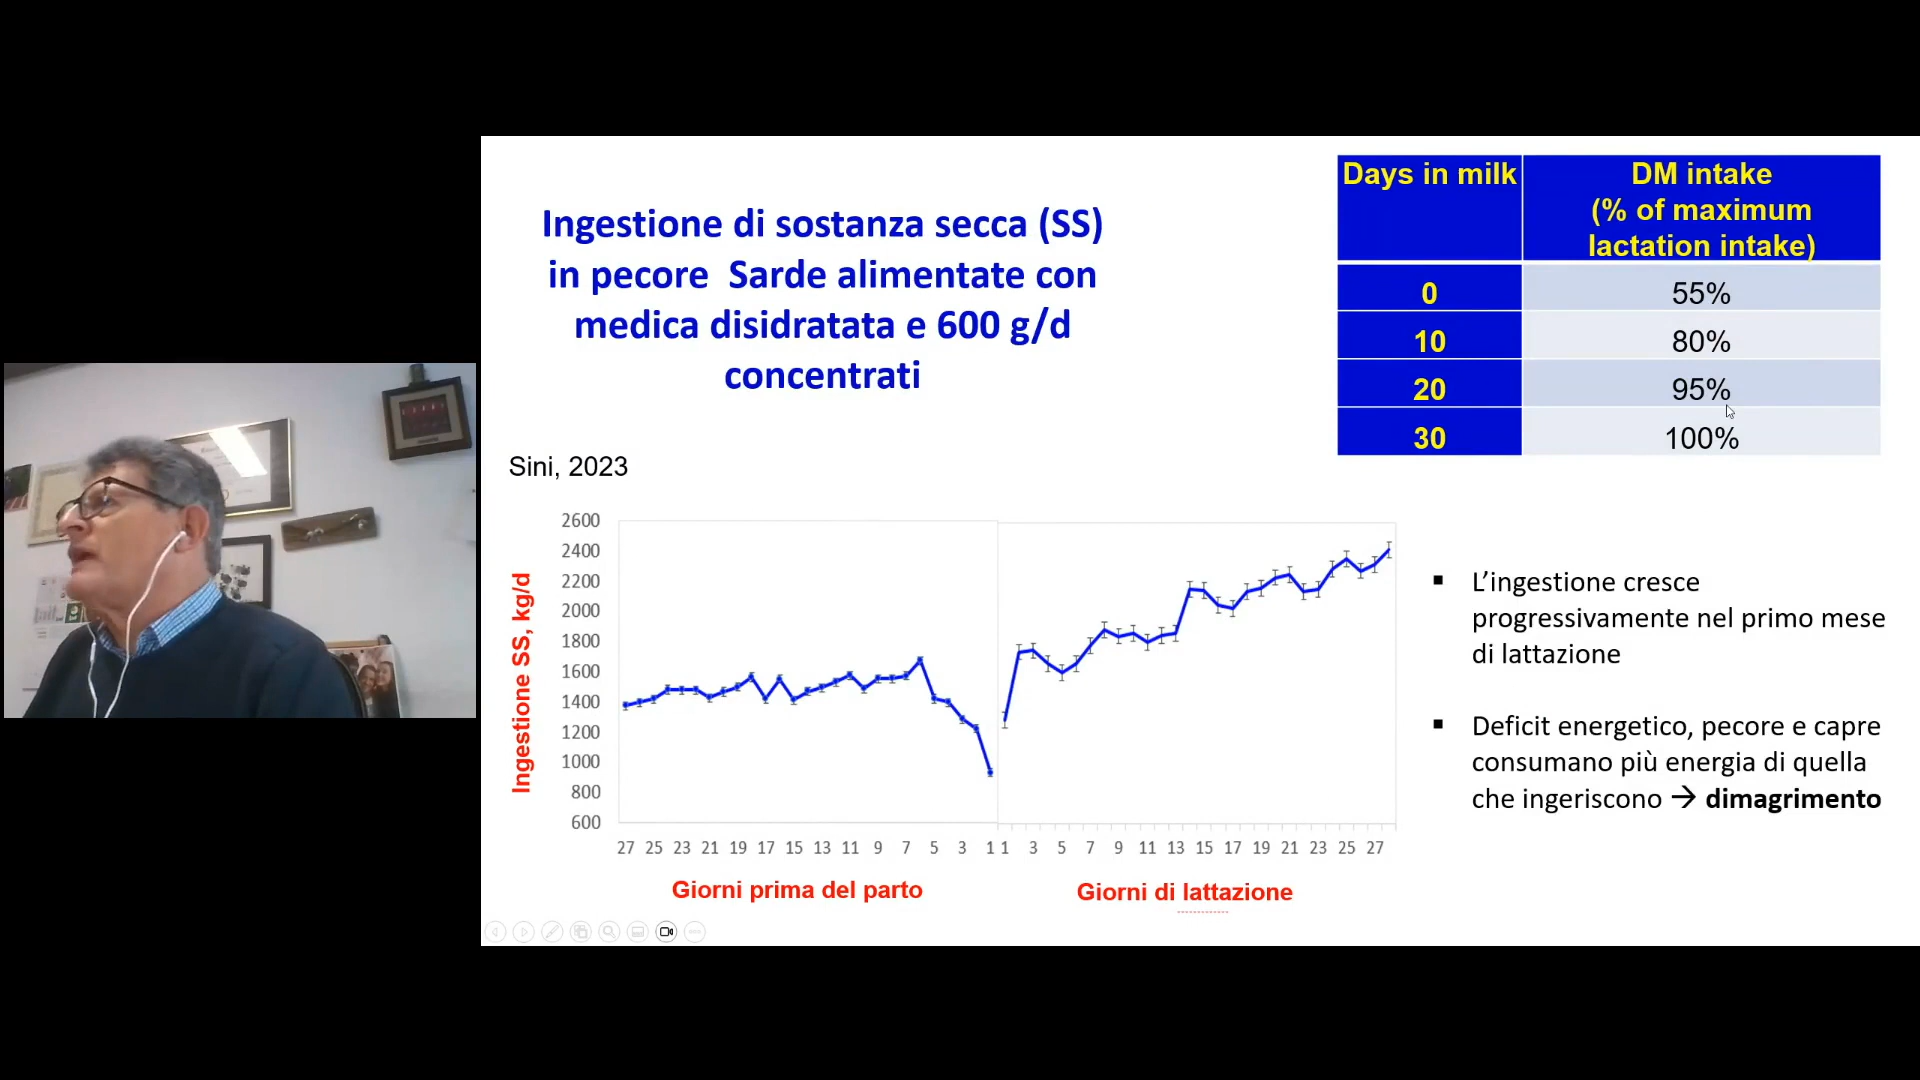 Ingestione di sostanza secca (SS)
in pecore Sarde alimentate con
medica disidratata e 600 g/d
concentrati
Days in milk
DM intake
(% of maximum
lactation intake)
0 55%
10 80%
20 95%
30 100%
Sini, 2023
Ingestione SS, kg/d
2600
2400
2200
2000
1800
1600
1400
1200
1000
800
600
27 25 23 21 19 17 15 13 11 9 7 5 3 1 1 3 5 7 9 11 13 15 17 19 21 23 25 27
Giorni prima del parto
Giorni di lattazione
▪ L’ingestione cresce
progressivamente nel primo mese
di lattazione
▪ Deficit energetico, pecore e capre
consumano più energia di quella
che ingeriscono → dimagrimento